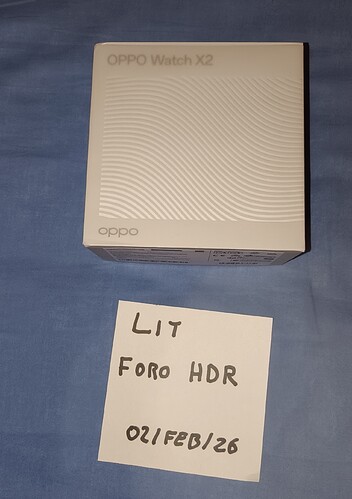 OPPO Watch X2
oppo
LIT
FORO HDR
02/FEB/26